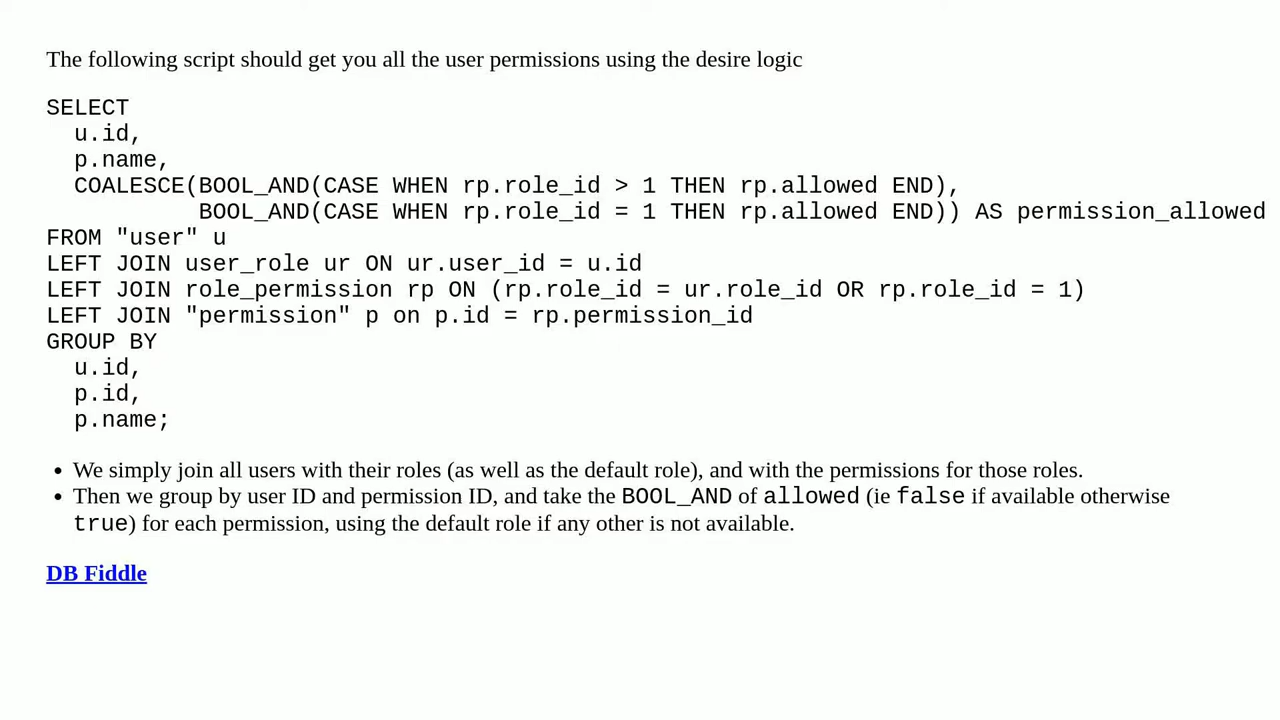 The following script should get you all the user permissions using the desire logic
SELECT
  u.id,
  p.name,
  COALESCE(BOOL_AND(CASE WHEN rp.role_id > 1 THEN rp.allowed END),
           BOOL_AND(CASE WHEN rp.role_id = 1 THEN rp.allowed END)) AS permission_allowed
FROM "user" u
LEFT JOIN user_role ur ON ur.user_id = u.id
LEFT JOIN role_permission rp ON (rp.role_id = ur.role_id OR rp.role_id = 1)
LEFT JOIN "permission" p on p.id = rp.permission_id
GROUP BY
  u.id,
  p.id,
  p.name;
• We simply join all users with their roles (as well as the default role), and with the permissions for those roles.
• Then we group by user ID and permission ID, and take the BOOL_AND of allowed (ie false if available otherwise
true) for each permission, using the default role if any other is not available.
DB Fiddle